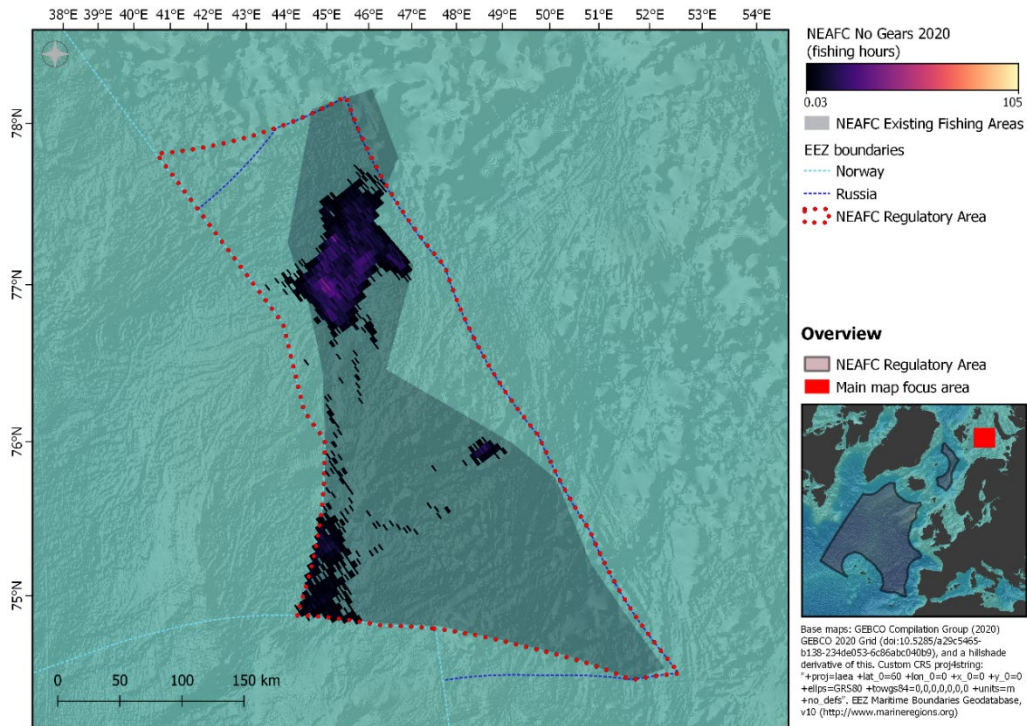 38°E 39°E 40°E 41°E 42°E 43°E 44°E 45°E 46°E 47°E 48°E 49°E 50°E 51°E 52°E 53°E 54°E
78°N
77°N
76°N
75°N
0 50 100 150 km
NEAFC No Gears 2020
(fishing hours)
0.03 105
NEAFC Existing Fishing Areas
EEZ boundaries
Norway
Russia
NEAFC Regulatory Area
Overview
NEAFC Regulatory Area
Main map focus area
Base maps: GEBCO Compilation Group (2020)
GEBCO 2020 Grid (doi:10.5285/a29c5465-
b138-234de053-6c86abc040b9), and a hillshade
derivative of this. Custom CRS proj4string:
"+proj=laea +lat_0=60 +lon_0=0 +x_0=0 +y_0=0
+ellps=GRS80 +towgs84=0,0,0,0,0,0,0 +units=m
+no_defs". EEZ Maritime Boundaries Geodatabase,
v10 (http://www.marineregions.org)